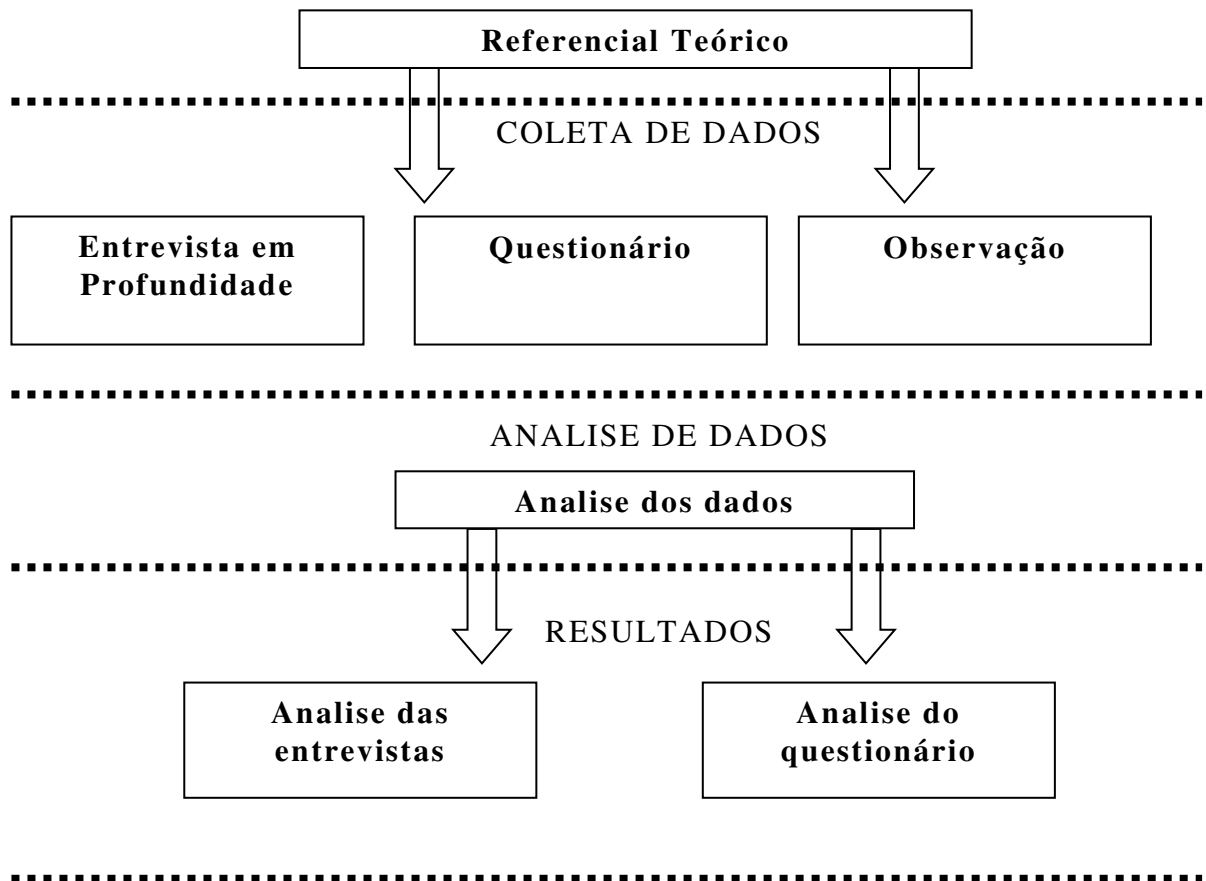 Referencial Teórico
COLETA DE DADOS
Entrevista em
Profundidade
Questionário
Observação
ANALISE DE DADOS
Analise dos dados
RESULTADOS
Analise das
entrevistas
Analise do
questionário